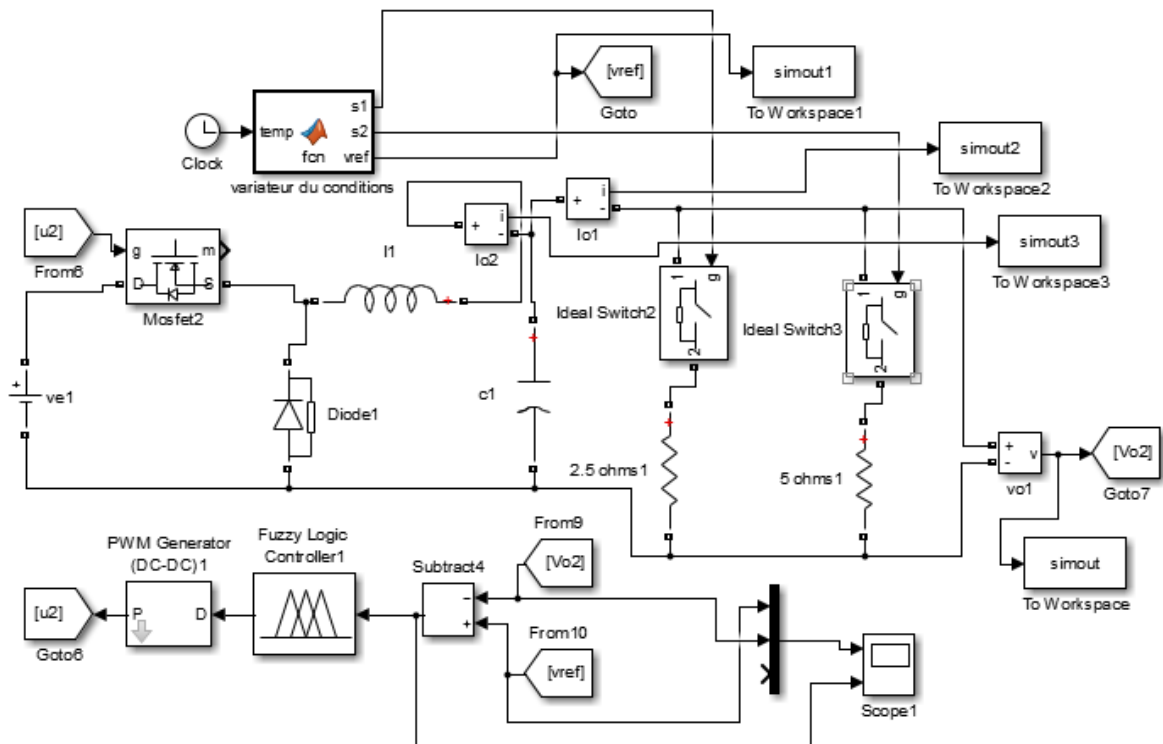 [vref]
Goto
simout1
To Workspace1
Clock
temp
fcn
s1
s2
vref
variateur du conditions
simout2
To Workspace2
+
i
-
Io1
+
i
-
Io2
simout3
To Workspace3
[u2]
From6
g
m
D
S
Mosfet2
l1
1
g
2
Ideal Switch2
1
g
2
Ideal Switch3
+
ve1
Diode1
+
c1
+
2.5 ohms1
+
5 ohms1
+
-
v
vo1
[Vo2]
Goto7
simout
To Workspace
[u2]
Goto6
PWM Generator
(DC-DC)1
P
D
Fuzzy Logic
Controller1
Subtract4
-
+
From9
[Vo2]
From10
[vref]
Scope1